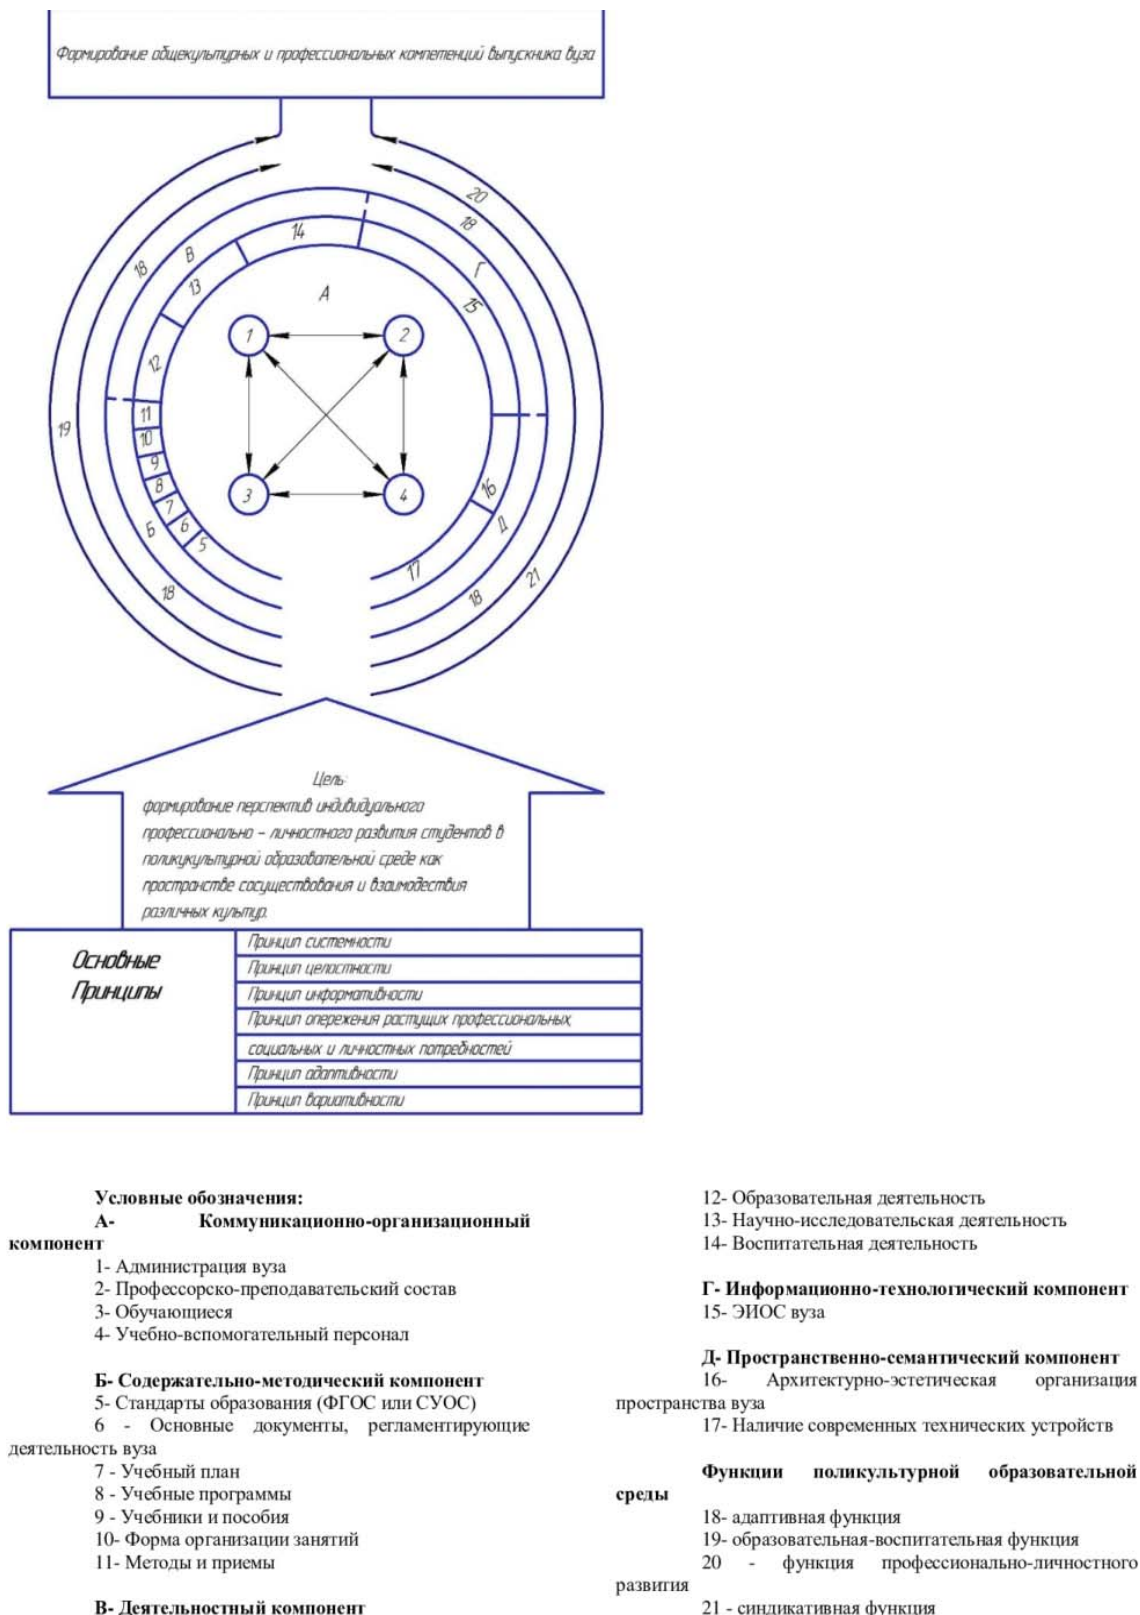 Формирование общекультурных и профессиональных компетенций выпускника вуза
20
18
14
18
В
Г
13
15
А
1
2
12
11
19
10
9
8
3
4
16
7
6
Б
5
Д
17
21
18
18
Цель:
формирование перспектив индивидуального
профессионально - личностного развития студентов в
поликукультурной образовательной среде как
пространстве сосуществования и взаимодествия
различных культур.
Основные
Принципы
Принцип системности
Принцип целостности
Принцип информативности
Принцип опережения растущих профессиональных,
социальных и личностных потребностей
Принцип адаптивности
Принцип вариативности
Условные обозначения:
А- Коммуникационно-организационный
компонент
1- Администрация вуза
2- Профессорско-преподавательский состав
3- Обучающиеся
4- Учебно-вспомогательный персонал
Б- Содержательно-методический компонент
5- Стандарты образования (ФГОС или СУОС)
6 - Основные документы, регламентирующие
деятельность вуза
7 - Учебный план
8 - Учебные программы
9 - Учебники и пособия
10- Форма организации занятий
11- Методы и приемы
В- Деятельностный компонент
12- Образовательная деятельность
13- Научно-исследовательская деятельность
14- Воспитательная деятельность
Г- Информационно-технологический компонент
15- ЭИОС вуза
Д- Пространственно-семантический компонент
16- Архитектурно-эстетическая организация
пространства вуза
17- Наличие современных технических устройств
Функции поликультурной образовательной
среды
18- адаптивная функция
19- образовательная-воспитательная функция
20 - функция профессионально-личностного
развития
21 - синдикативная функция